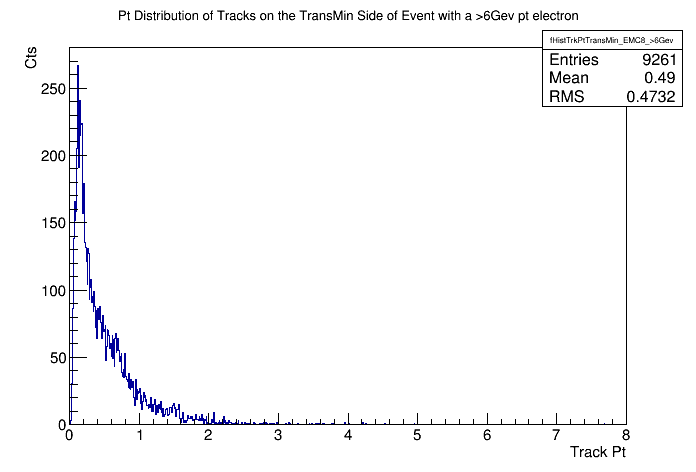 Pt Distribution of Tracks on the TransMin Side of Event with a >6Gev pt electron
fHistTrkPtTransMin_EMC8_>6Gev
Entries 9261
Mean 0.49
RMS 0.4732
Cts
250
200
150
100
50
0
0 1 2 3 4 5 6 7 8
Track Pt